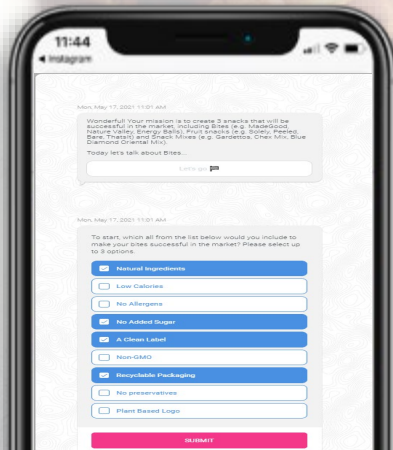 11:44
Instagram
Mon, May 17, 2021 11:01 AM
Wonderful! Your mission is to create 3 snacks that will be
successful in the market, including Bites (e.g. MadeGood,
Nature Valley, Energy Balls), Fruit snacks (e.g. Solely, Peeled,
Bare, Thatsit) and Snack Mixes (e.g. Gardettos, Chex Mix, Blue
Diamond Oriental Mix).
Today let's talk about Bites...
Let's go
Mon, May 17, 2021 11:01 AM
To start, which all from the list below would you include to
make your bites successful in the market? Please select up
to 3 options.
Natural Ingredients
Low Calories
No Allergens
No Added Sugar
A Clean Label
Non-GMO
Recyclable Packaging
No preservatives
Plant Based Logo
SUBMIT